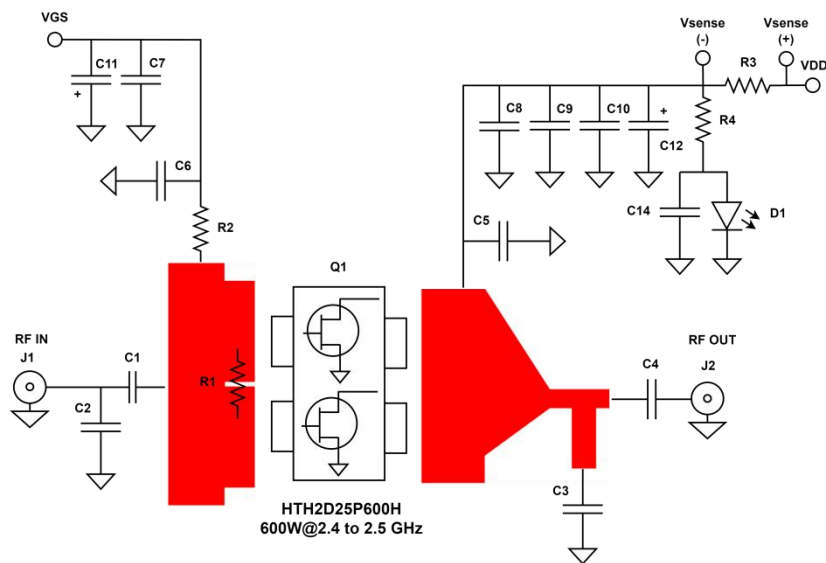 VGS
C11
+
C7
C6
R2
Vsense
(-)
Vsense
(+)
R3
VDD
C8
C9
C10
+
C12
R4
C14
D1
C5
Q1
RF IN
J1
C1
C2
R1
RF OUT
J2
C4
C3
HTH2D25P600H
600W@2.4 to 2.5 GHz